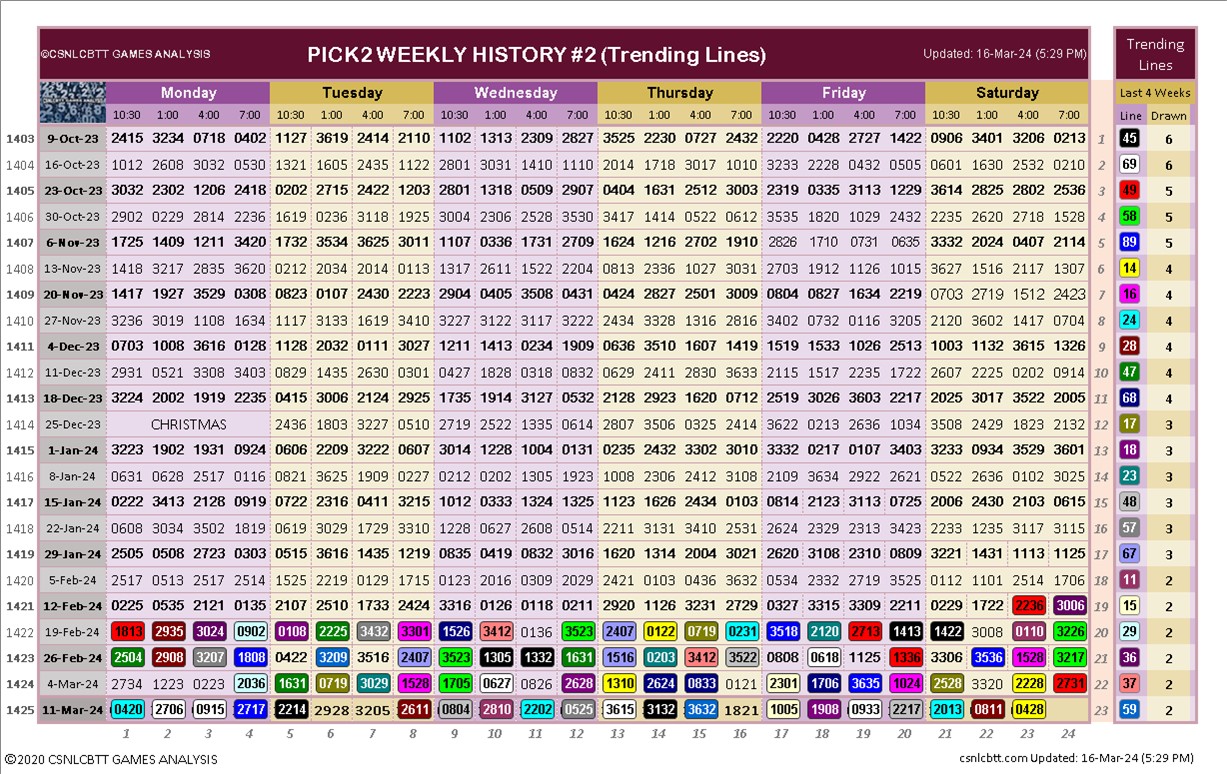 ©CSNLCBTT GAMES ANALYSIS PICK2 WEEKLY HISTORY #2 (Trending Lines) Updated: 16-Mar-24 (5:29 PM) Trending Lines
Monday Tuesday Wednesday Thursday Friday Saturday Last 4 Weeks
10:30 1:00 4:00 7:00 10:30 1:00 4:00 7:00 10:30 1:00 4:00 7:00 10:30 1:00 4:00 7:00 10:30 1:00 4:00 7:00 10:30 1:00 4:00 7:00 Line Drawn
1403 9-Oct-23 2415 3234 0718 0402 1127 3619 2414 2110 1102 1313 2309 2827 3525 2230 0727 2432 2220 0428 2727 1422 0906 3401 3206 0213 1 45 6
1404 16-Oct-23 1012 2608 3032 0530 1321 1605 2435 1122 2801 3031 1410 1110 2014 1718 3017 1010 3233 2228 0432 0505 0601 1630 2532 0210 2 69 6
1405 23-Oct-23 3032 2302 1206 2418 0202 2715 2422 1203 2801 1318 0509 2907 0404 1631 2512 3003 2319 0335 3113 1229 3614 2825 2802 2536 3 49 5
1406 30-Oct-23 2902 0229 2814 2236 1619 0236 3118 1925 3004 2306 2528 3530 3417 1414 0522 0612 3535 1820 1029 2432 2235 2620 2718 1528 4 58 5
1407 6-Nov-23 1725 1409 1211 3420 1732 3534 3625 3011 1107 0336 1731 2709 1624 1216 2702 1910 2826 1710 0731 0635 3332 2024 0407 2114 5 89 5
1408 13-Nov-23 1418 3217 2835 3620 0212 2034 2014 0113 1317 2611 1522 2204 0813 2336 1027 3031 2703 1912 1126 1015 3627 1516 2117 1307 6 14 4
1409 20-Nov-23 1417 1927 3529 0308 0823 0107 2430 2223 2904 0405 3508 0431 0424 2827 2501 3009 0804 0827 1634 2219 0703 2719 1512 2423 7 16 4
1410 27-Nov-23 3236 3019 1108 1634 1117 3133 1619 3410 3227 3122 3117 3222 2434 3328 1316 2816 3402 0732 0116 3205 2120 3602 1417 0704 8 24 4
1411 4-Dec-23 0703 1008 3616 0128 1128 2032 0111 3027 1211 1413 0234 1909 0636 3510 1607 1419 1519 1533 1026 2513 1003 1132 3615 1326 9 28 4
1412 11-Dec-23 2931 0521 3308 3403 0829 1435 2630 0301 0427 1828 0318 0832 0629 2411 2830 3633 2115 1517 2235 1722 2607 2225 0202 0914 10 47 4
1413 18-Dec-23 3224 2002 1919 2235 0415 3006 2124 2925 1735 1914 3127 0532 2128 2923 1620 0712 2519 3026 3603 2217 2025 3017 3522 2005 11 68 4
1414 25-Dec-23 CHRISTMAS 2436 1803 3227 0510 2719 2522 1335 0614 2807 3506 0325 2414 3622 0213 2636 1034 3508 2429 1823 2132 12 17 3
1415 1-Jan-24 3223 1902 1931 0924 0606 2209 3222 0607 3014 1228 1004 0131 0235 2432 3302 3010 3332 0217 0107 3403 3233 0934 3529 3601 13 18 3
1416 8-Jan-24 0631 0628 2517 0116 0821 3625 1909 0222 0212 0202 1305 1923 1008 2306 2412 3108 2109 3634 2922 2621 0522 2636 0102 3025 14 23 3
1417 15-Jan-24 0222 3413 2128 0919 0722 2316 0411 3215 1012 0333 1324 1325 1123 1626 2434 0103 0814 2123 3113 0725 2006 2430 2103 0615 15 48 3
1418 22-Jan-24 0608 3034 3502 1819 0619 3029 1729 3310 1228 0627 2608 0514 2211 3131 3410 2531 2624 2329 2313 3423 2233 1235 3117 3115 16 57 3
1419 29-Jan-24 2505 0508 2723 0303 0515 3616 1435 1219 0835 0419 0832 3016 1620 1314 2004 3021 2620 3108 2310 0809 3221 1431 1113 1125 17 67 3
1420 5-Feb-24 2517 0513 2517 2514 1525 2219 0129 1715 0123 2016 0309 2029 2421 0103 0436 3632 0534 2332 2719 3525 0112 1101 2514 1706 18 11 2
1421 12-Feb-24 0225 0535 2121 0135 2107 2510 1733 2424 3316 0126 0118 0211 2920 1126 3231 2729 0327 3315 3309 2211 0229 1722 2236 3006 19 15 2
1422 19-Feb-24 1813 2935 3024 0902 0108 2225 3432 3301 1526 3412 0136 3523 2407 0122 0719 0231 3518 2120 2713 1413 1422 3008 0110 3226 20 29 2
1423 26-Feb-24 2504 2908 3207 1808 0422 3209 3516 2407 3523 1305 1332 1631 1516 0203 3412 3522 0808 0618 1125 1336 3306 3536 1528 3217 21 36 2
1424 4-Mar-24 2734 1223 0223 2036 1631 0719 3029 1528 1705 0627 0826 2628 1310 2624 0833 0121 2301 1706 3635 1024 2528 3320 2228 2731 22 37 2
1425 11-Mar-24 0420 2706 0915 2717 2214 2928 3205 2611 0804 2810 2202 0525 3615 3132 3632 1821 1005 1908 0933 2217 2013 0811 0428 23 59 2
1 2 3 4 5 6 7 8 9 10 11 12 13 14 15 16 17 18 19 20 21 22 23 24
©2020 CSNLCBTT GAMES ANALYSIS csnlcbtt.com Updated: 16-Mar-24 (5:29 PM)